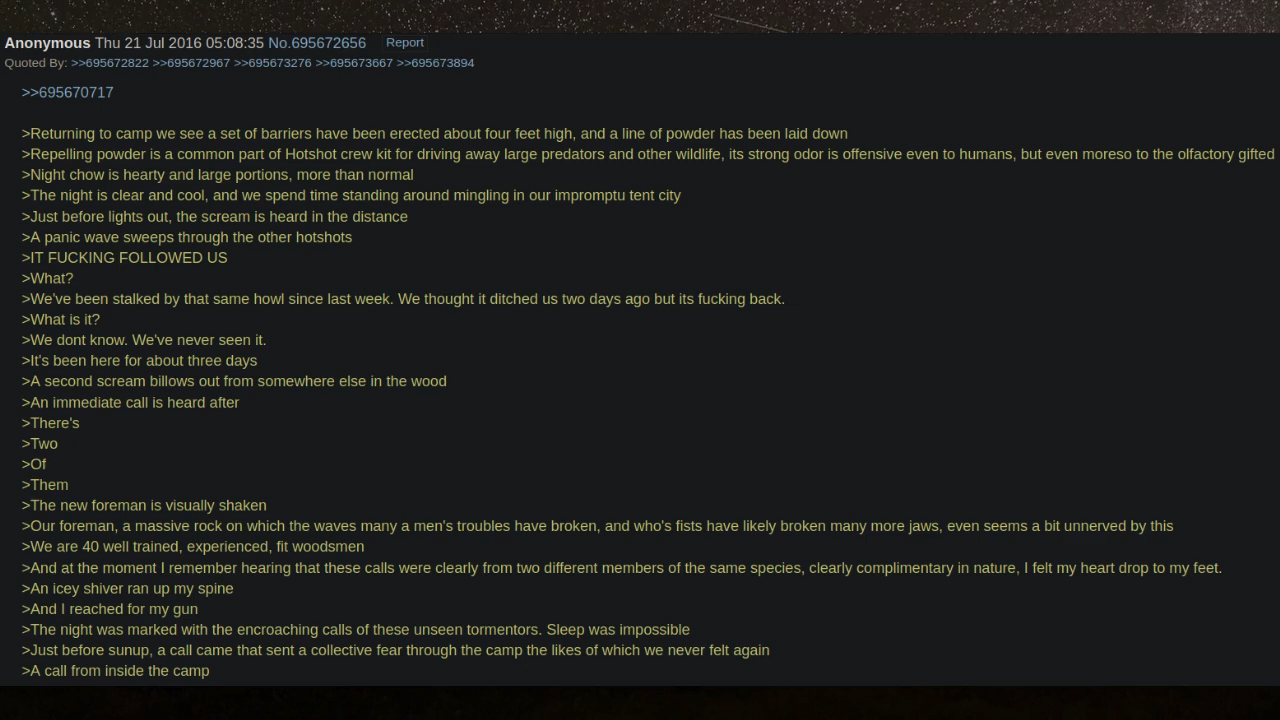 Anonymous Thu 21 Jul 2016 05:08:35 No.695672656 Report
Quoted By: >>695672822 >>695672967 >>695673276 >>695673667 >>695673894
>>695670717
>Returning to camp we see a set of barriers have been erected about four feet high, and a line of powder has been laid down
>Repelling powder is a common part of Hotshot crew kit for driving away large predators and other wildlife, its strong odor is offensive even to humans, but even moreso to the olfactory gifted
>Night chow is hearty and large portions, more than normal
>The night is clear and cool, and we spend time standing around mingling in our impromptu tent city
>Just before lights out, the scream is heard in the distance
>A panic wave sweeps through the other hotshots
>IT FUCKING FOLLOWED US
>What?
>We've been stalked by that same howl since last week. We thought it ditched us two days ago but its fucking back.
>What is it?
>We dont know. We've never seen it.
>It's been here for about three days
>A second scream billows out from somewhere else in the wood
>An immediate call is heard after
>There's
>Two
>Of
>Them
>The new foreman is visually shaken
>Our foreman, a massive rock on which the waves many a men's troubles have broken, and who's fists have likely broken many more jaws, even seems a bit unnerved by this
>We are 40 well trained, experienced, fit woodsmen
>And at the moment I remember hearing that these calls were clearly from two different members of the same species, clearly complimentary in nature, I felt my heart drop to my feet.
>An icey shiver ran up my spine
>And I reached for my gun
>The night was marked with the encroaching calls of these unseen tormentors. Sleep was impossible
>Just before sunup, a call came that sent a collective fear through the camp the likes of which we never felt again
>A call from inside the camp